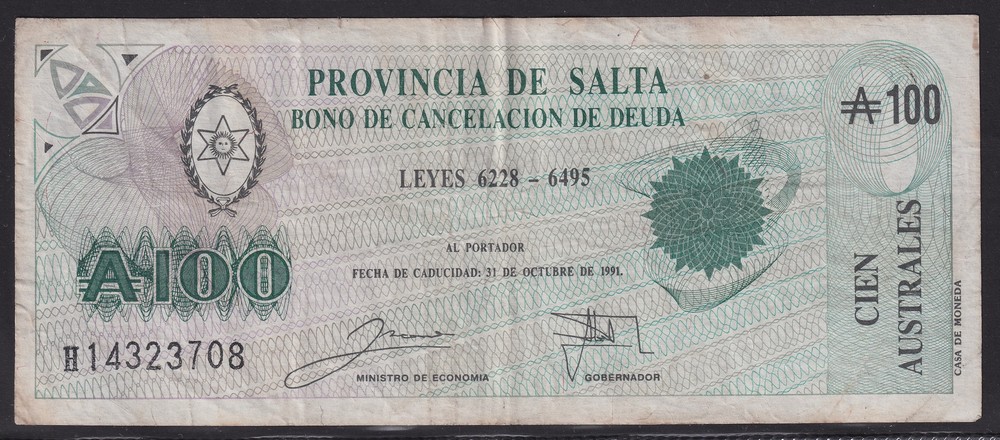 PROVINCIA DE SALTA
BONO DE CANCELACION DE DEUDA
LEYES 6228 - 6495
₳ 100
AL PORTADOR
FECHA DE CADUCIDAD: 31 DE OCTUBRE DE 1991.
₳100
H14323708
MINISTRO DE ECONOMIA
GOBERNADOR
CIEN
AUSTRALES
CASA DE MONEDA